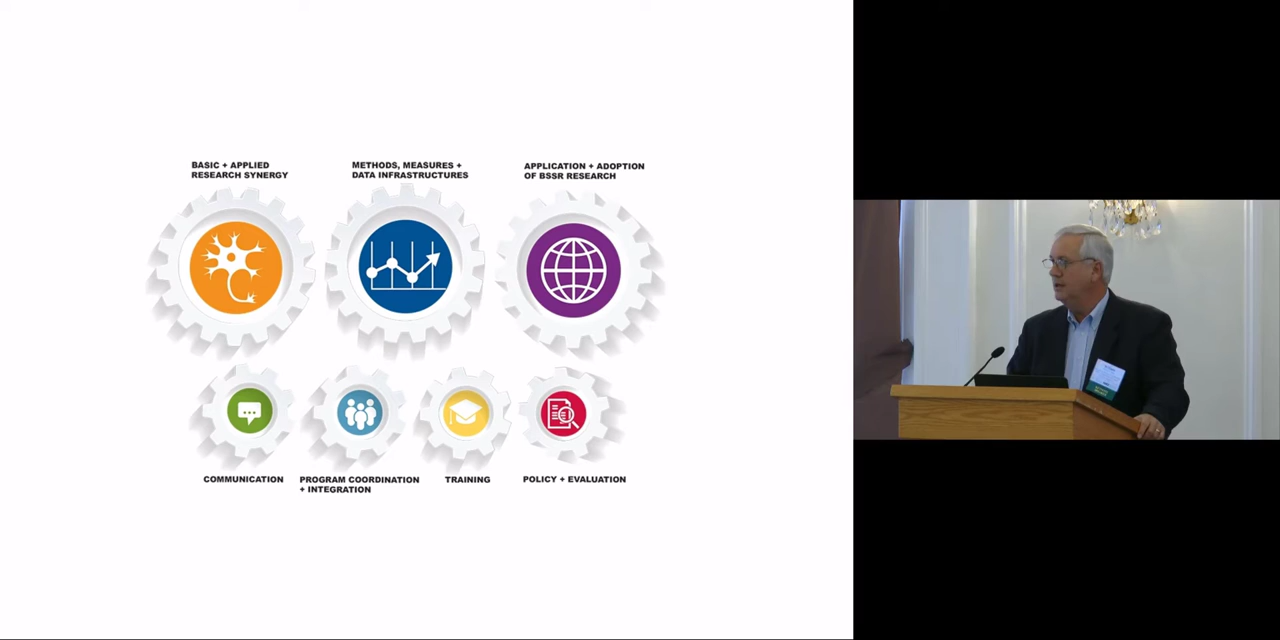 BASIC + APPLIED
RESEARCH SYNERGY
METHODS, MEASURES +
DATA INFRASTRUCTURES
APPLICATION + ADOPTION
OF BSSR RESEARCH
COMMUNICATION
PROGRAM COORDINATION
+ INTEGRATION
TRAINING
POLICY + EVALUATION